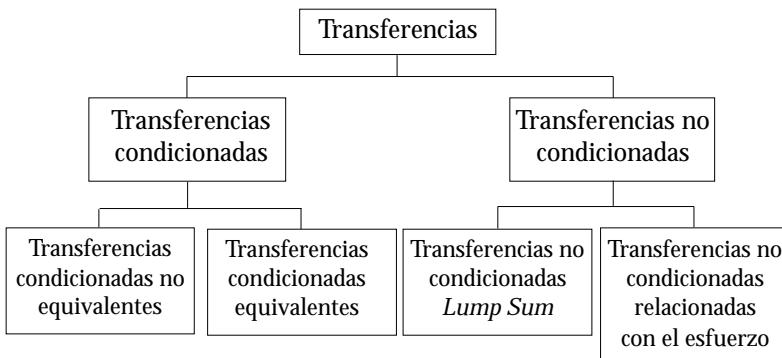 Transferencias
Transferencias
condicionadas
Transferencias no
condicionadas
Transferencias
condicionadas no
equivalentes
Transferencias
condicionadas
equivalentes
Transferencias no
condicionadas
Lump Sum
Transferencias no
condicionadas
relacionadas
con el esfuerzo